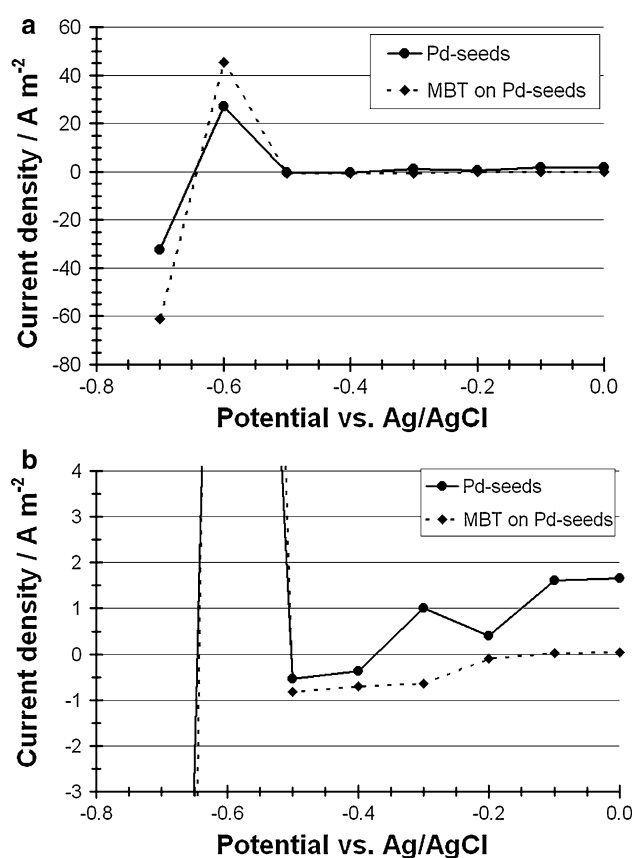 a
60
40
20
0
-20
-40
-60
-80
Current density / A m⁻²
Pd-seeds
MBT on Pd-seeds
-0.8
-0.6
-0.4
-0.2
0.0
Potential vs. Ag/AgCl
b
4
3
2
1
0
-1
-2
-3
Current density / A m⁻²
Pd-seeds
MBT on Pd-seeds
-0.8
-0.6
-0.4
-0.2
0.0
Potential vs. Ag/AgCl